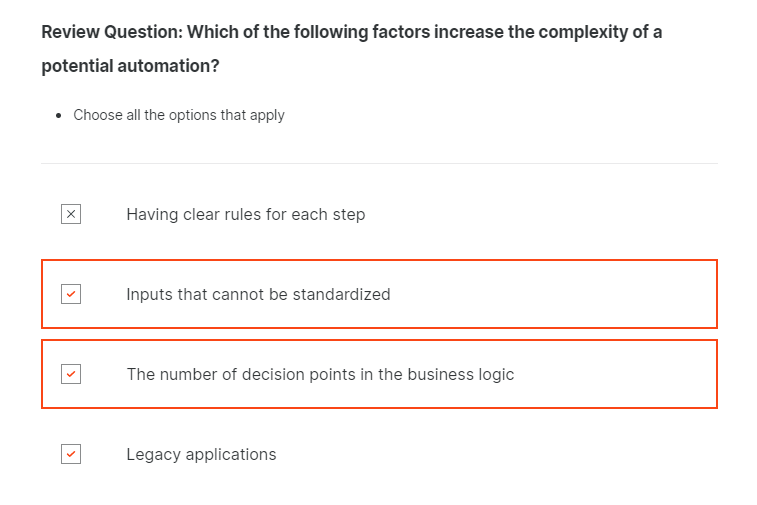 Review Question: Which of the following factors increase the complexity of a
potential automation?
Choose all the options that apply
Having clear rules for each step
Inputs that cannot be standardized
The number of decision points in the business logic
Legacy applications